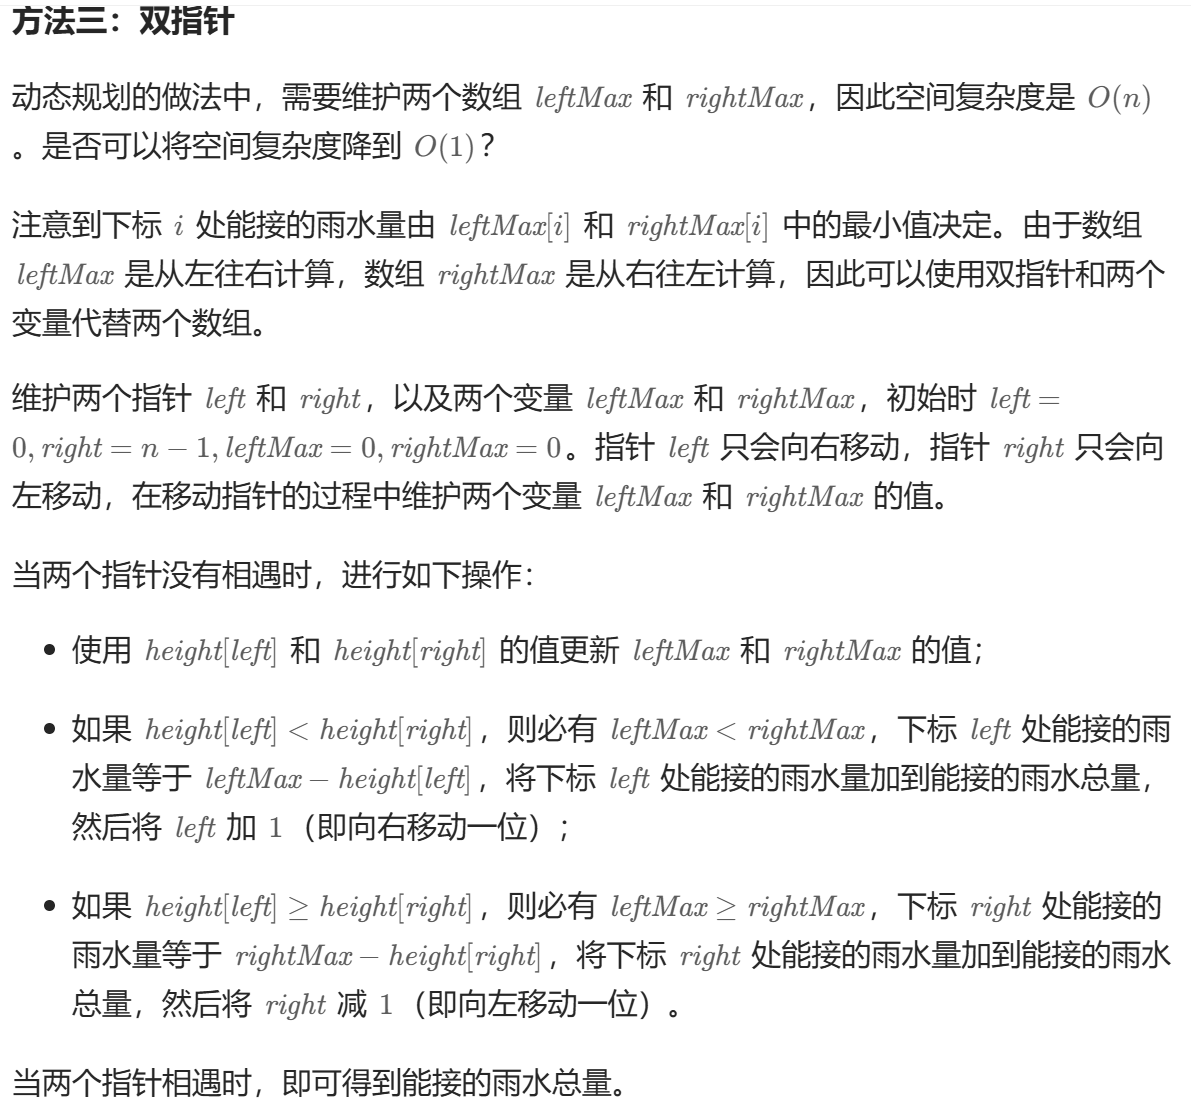 方法三：双指针
动态规划的做法中，需要维护两个数组 leftMax 和 rightMax，因此空间复杂度是 O(n)
。是否可以将空间复杂度降到 O(1)？
注意到下标 i 处能接的雨水量由 leftMax[i] 和 rightMax[i] 中的最小值决定。由于数组
leftMax 是从左往右计算，数组 rightMax 是从右往左计算，因此可以使用双指针和两个
变量代替两个数组。
维护两个指针 left 和 right，以及两个变量 leftMax 和 rightMax，初始时 left =
0, right = n − 1, leftMax = 0, rightMax = 0。指针 left 只会向右移动，指针 right 只会向
左移动，在移动指针的过程中维护两个变量 leftMax 和 rightMax 的值。
当两个指针没有相遇时，进行如下操作：
• 使用 height[left] 和 height[right] 的值更新 leftMax 和 rightMax 的值；
• 如果 height[left] < height[right]，则必有 leftMax < rightMax，下标 left 处能接的雨
水量等于 leftMax − height[left]，将下标 left 处能接的雨水量加到能接的雨水总量，
然后将 left 加 1（即向右移动一位）；
• 如果 height[left] ≥ height[right]，则必有 leftMax ≥ rightMax，下标 right 处能接的
雨水量等于 rightMax − height[right]，将下标 right 处能接的雨水量加到能接的雨水
总量，然后将 right 减 1（即向左移动一位）。
当两个指针相遇时，即可得到能接的雨水总量。